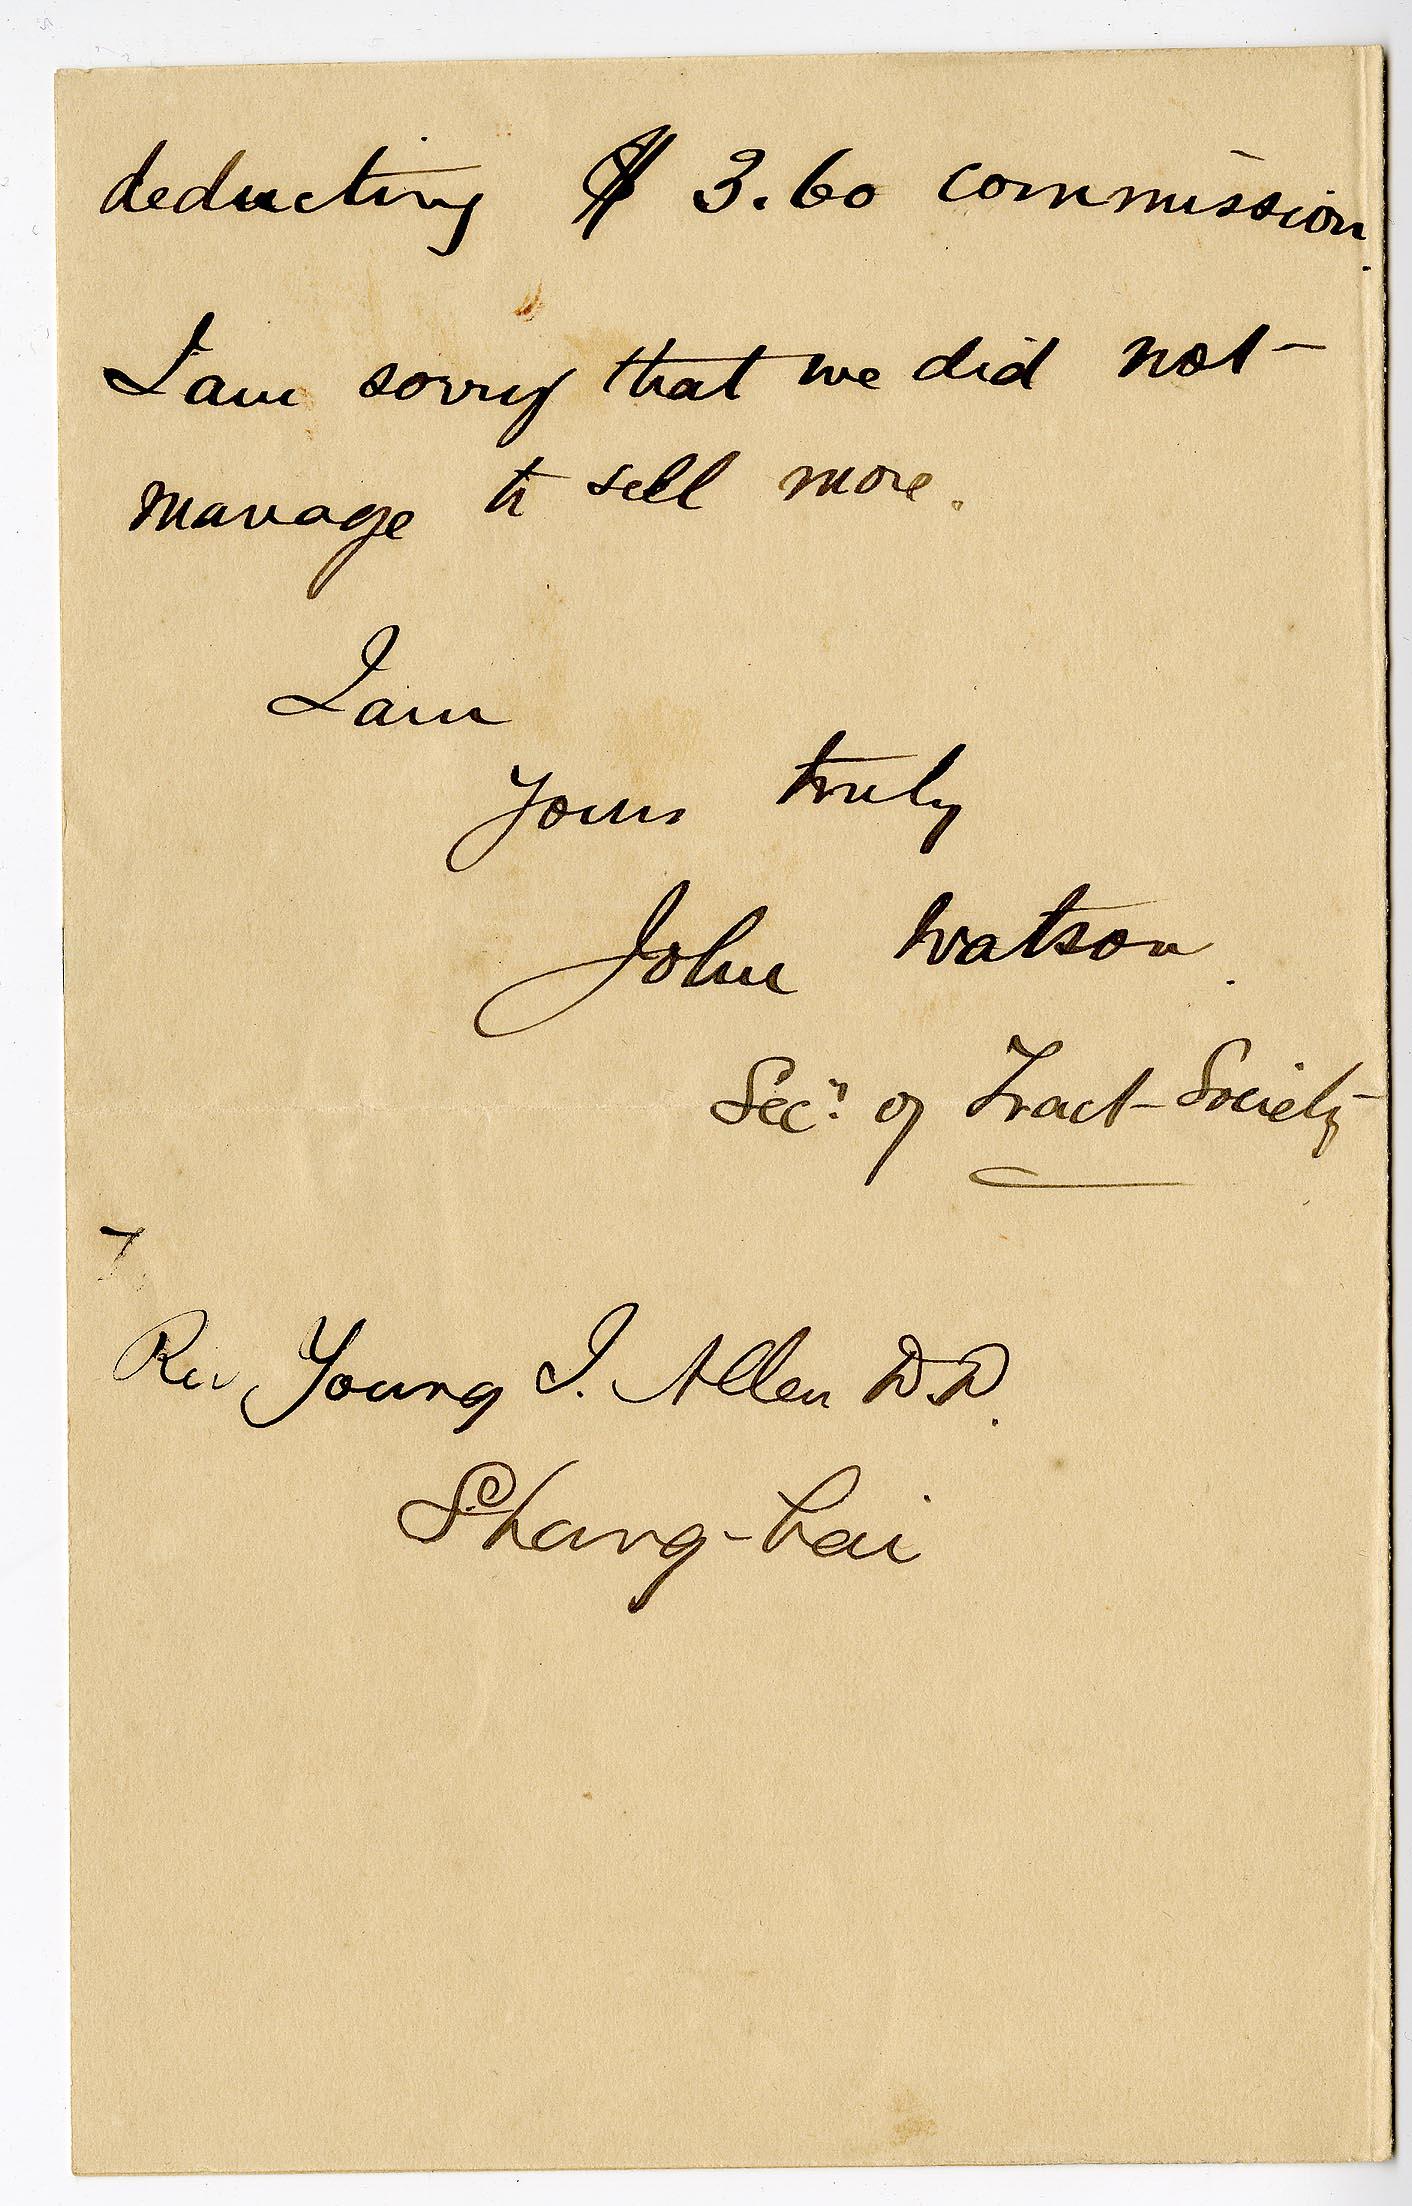 deducting $ 3.60 commission.
I am sorry that we did not
manage to sell more.
I am
Yours truly
John Watson.
Secy. of Tract Society
To
Rev Young J. Allen D.D.
Shang-hai